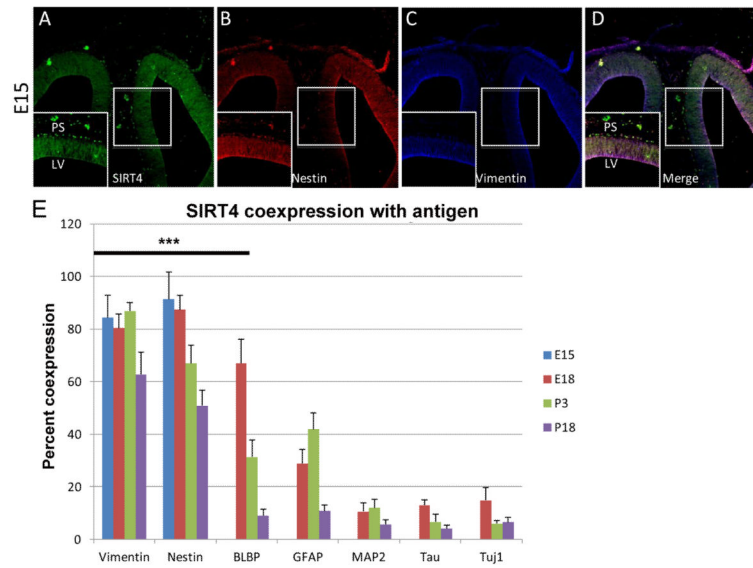 A
B
C
D
E15
PS
LV
SIRT4
Nestin
Vimentin
PS
LV
Merge
E
SIRT4 coexpression with antigen
120
100
80
60
40
20
0
Percent coexpression
***
Vimentin
Nestin
BLBP
GFAP
MAP2
Tau
Tuj1
E15
E18
P3
P18